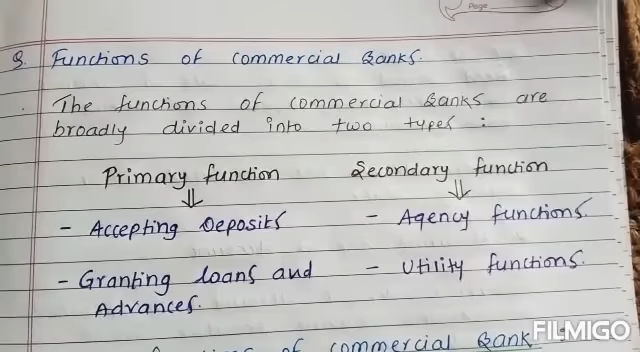 Page
Q. Functions of commercial Banks.
The functions of commercial Banks are
broadly divided into two types :
Primary function Secondary function
⇓ ⇓
- Accepting Deposits - Agency functions.
- Granting loans and - Utility functions.
Advances.
of commercial Bank
FILMIGO